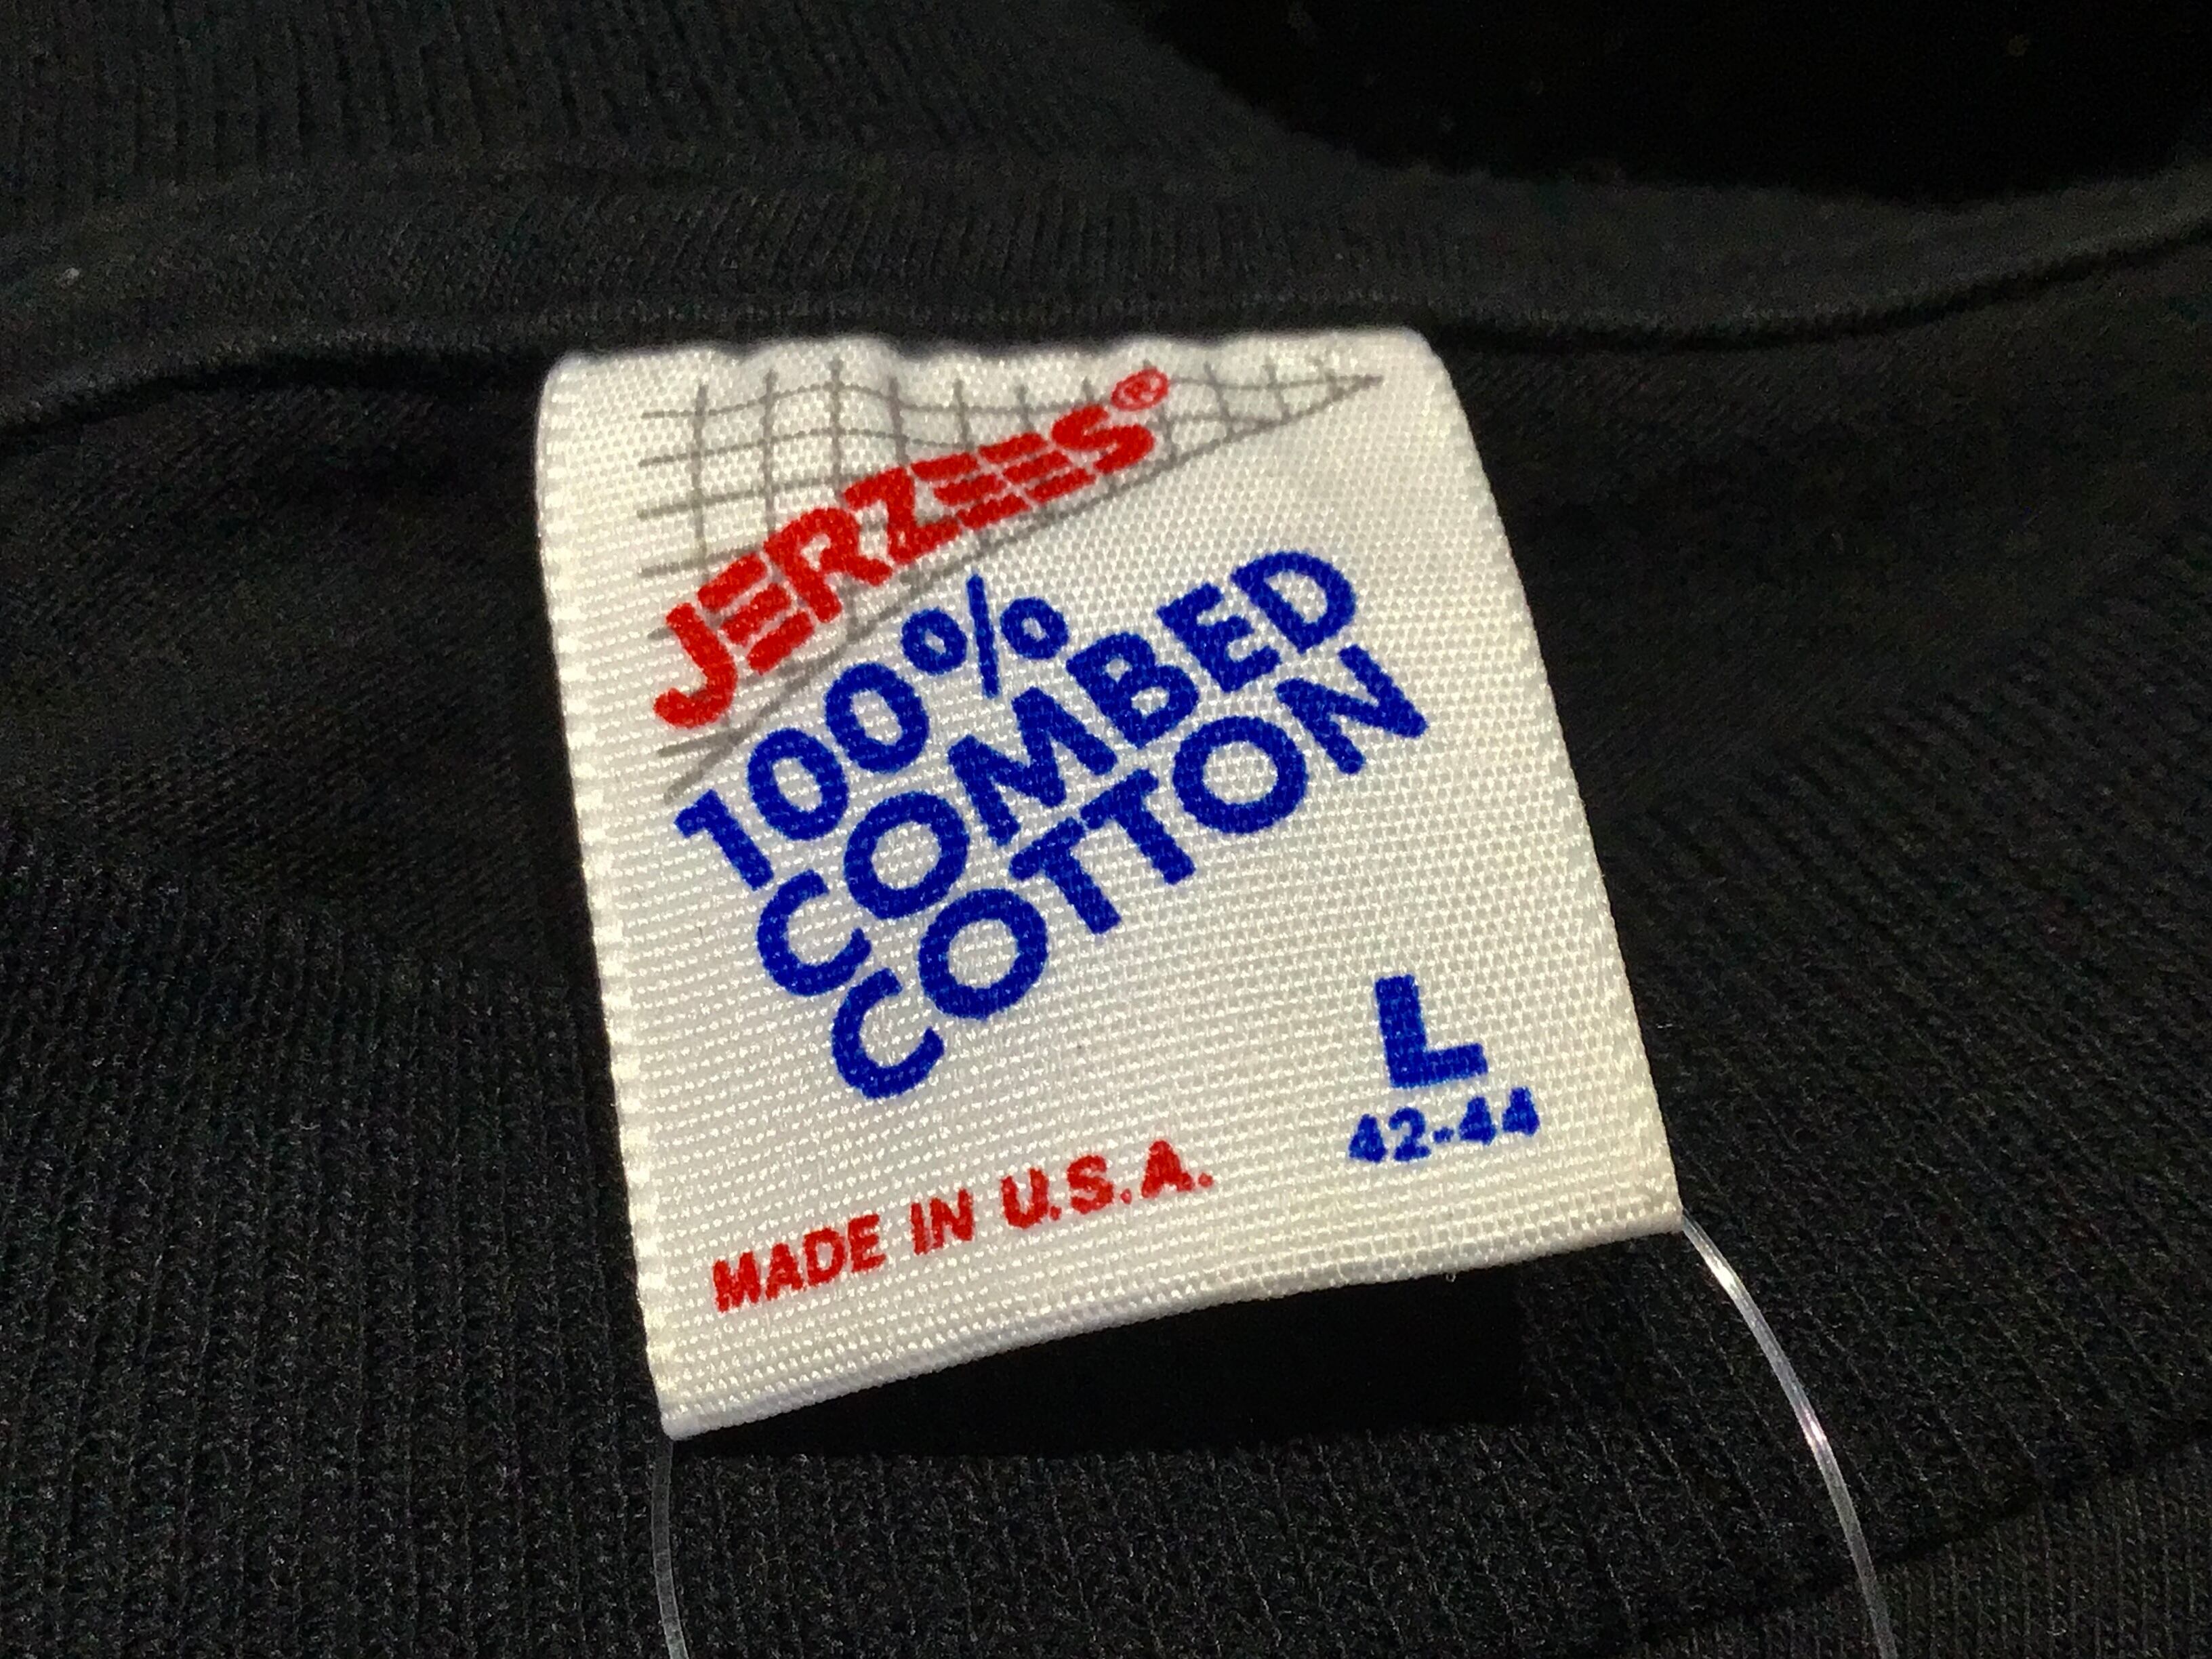 JERZEES®
100%
COMBED
COTTON
L
42-44
MADE IN U.S.A.